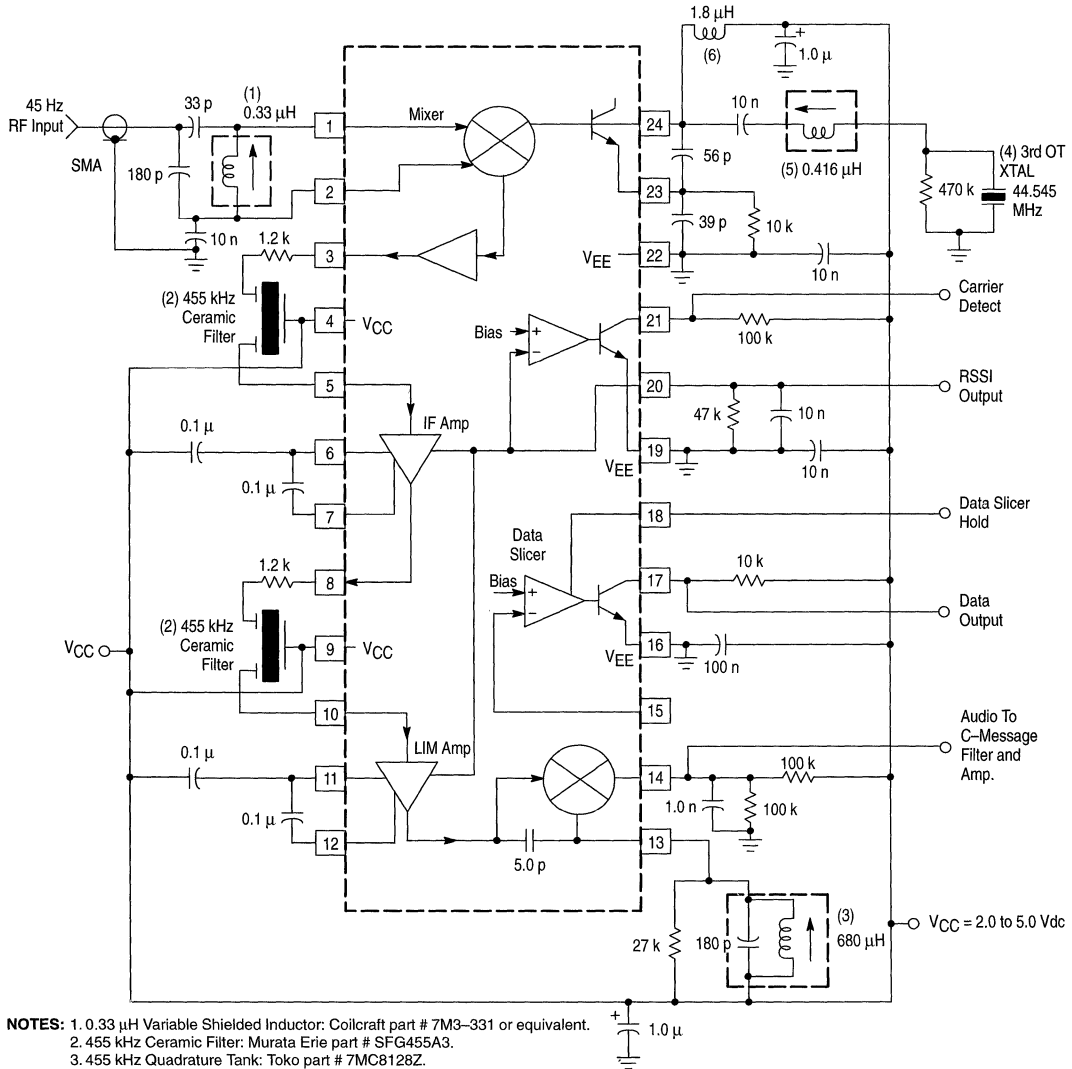 1.8 µH
(6)
+
1.0 µ
45 Hz
RF Input
SMA
33 p
(1)
0.33 µH
180 p
10 n
1
2
Mixer
24
23
22
VEE
56 p
39 p
10 k
10 n
10 n
(5) 0.416 µH
470 k
(4) 3rd OT
XTAL
44.545
MHz
1.2 k
3
(2) 455 kHz
Ceramic
Filter
4
VCC
5
Bias
+
−
21
100 k
Carrier
Detect
20
RSSI
Output
47 k
10 n
19
VEE
10 n
0.1 µ
6
IF Amp
0.1 µ
7
18
Data Slicer
Hold
Data
Slicer
1.2 k
8
Bias
+
−
17
10 k
Data
Output
16
VEE
100 n
(2) 455 kHz
Ceramic
Filter
VCC
9
VCC
10
15
Audio To
C–Message
Filter and
Amp.
0.1 µ
11
LIM Amp
0.1 µ
12
14
100 k
1.0 n
100 k
5.0 p
13
27 k
180 p
(3)
680 µH
VCC = 2.0 to 5.0 Vdc
+
1.0 µ
NOTES: 1. 0.33 µH Variable Shielded Inductor: Coilcraft part # 7M3–331 or equivalent.
2. 455 kHz Ceramic Filter: Murata Erie part # SFG455A3.
3. 455 kHz Quadrature Tank: Toko part # 7MC8128Z.